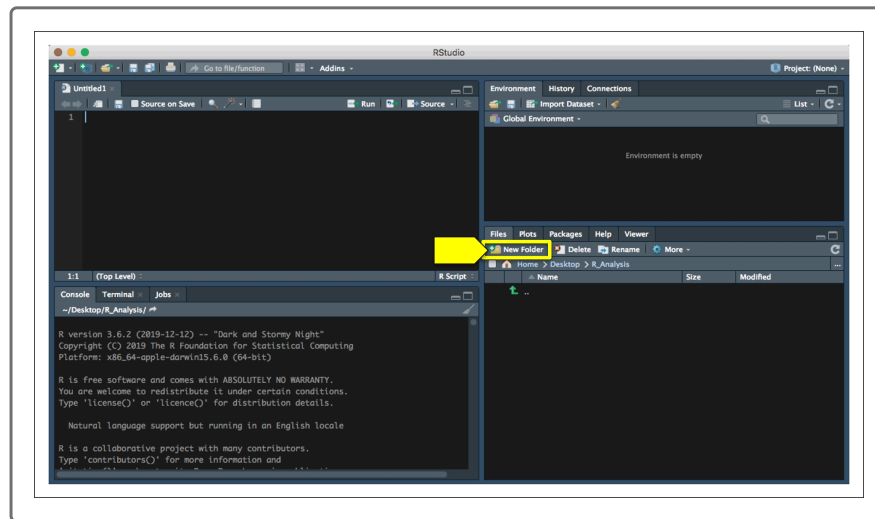 RStudio
Go to file/function
Addins
Project: (None)
Untitled1
Source on Save
Run
Source
1
1:1 (Top Level)
R Script
Console Terminal Jobs
~/Desktop/R_Analysis/
R version 3.6.2 (2019-12-12) -- "Dark and Stormy Night"
Copyright (C) 2019 The R Foundation for Statistical Computing
Platform: x86_64-apple-darwin15.6.0 (64-bit)
R is free software and comes with ABSOLUTELY NO WARRANTY.
You are welcome to redistribute it under certain conditions.
Type 'license()' or 'licence()' for distribution details.
Natural language support but running in an English locale
R is a collaborative project with many contributors.
Type 'contributors()' for more information and
Environment History Connections
Import Dataset
List
Global Environment
Environment is empty
Files Plots Packages Help Viewer
New Folder Delete Rename More
Home > Desktop > R_Analysis
...
Name Size Modified
..